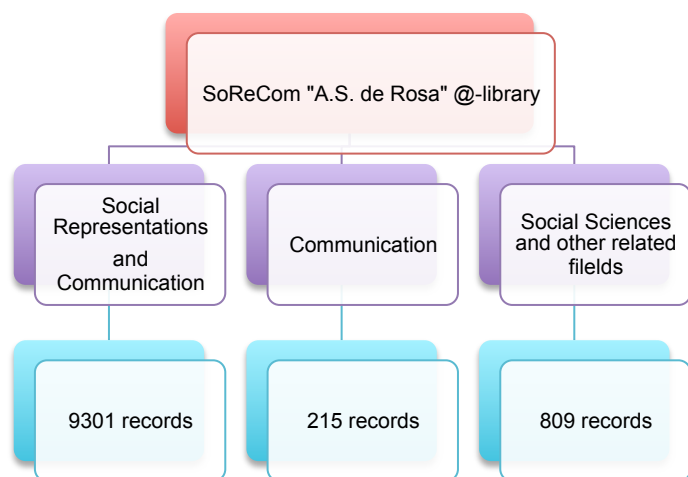 SoReCom "A.S. de Rosa" @-library
Social
Representations
and
Communication
Communication
Social Sciences
and other related
filelds
9301 records
215 records
809 records